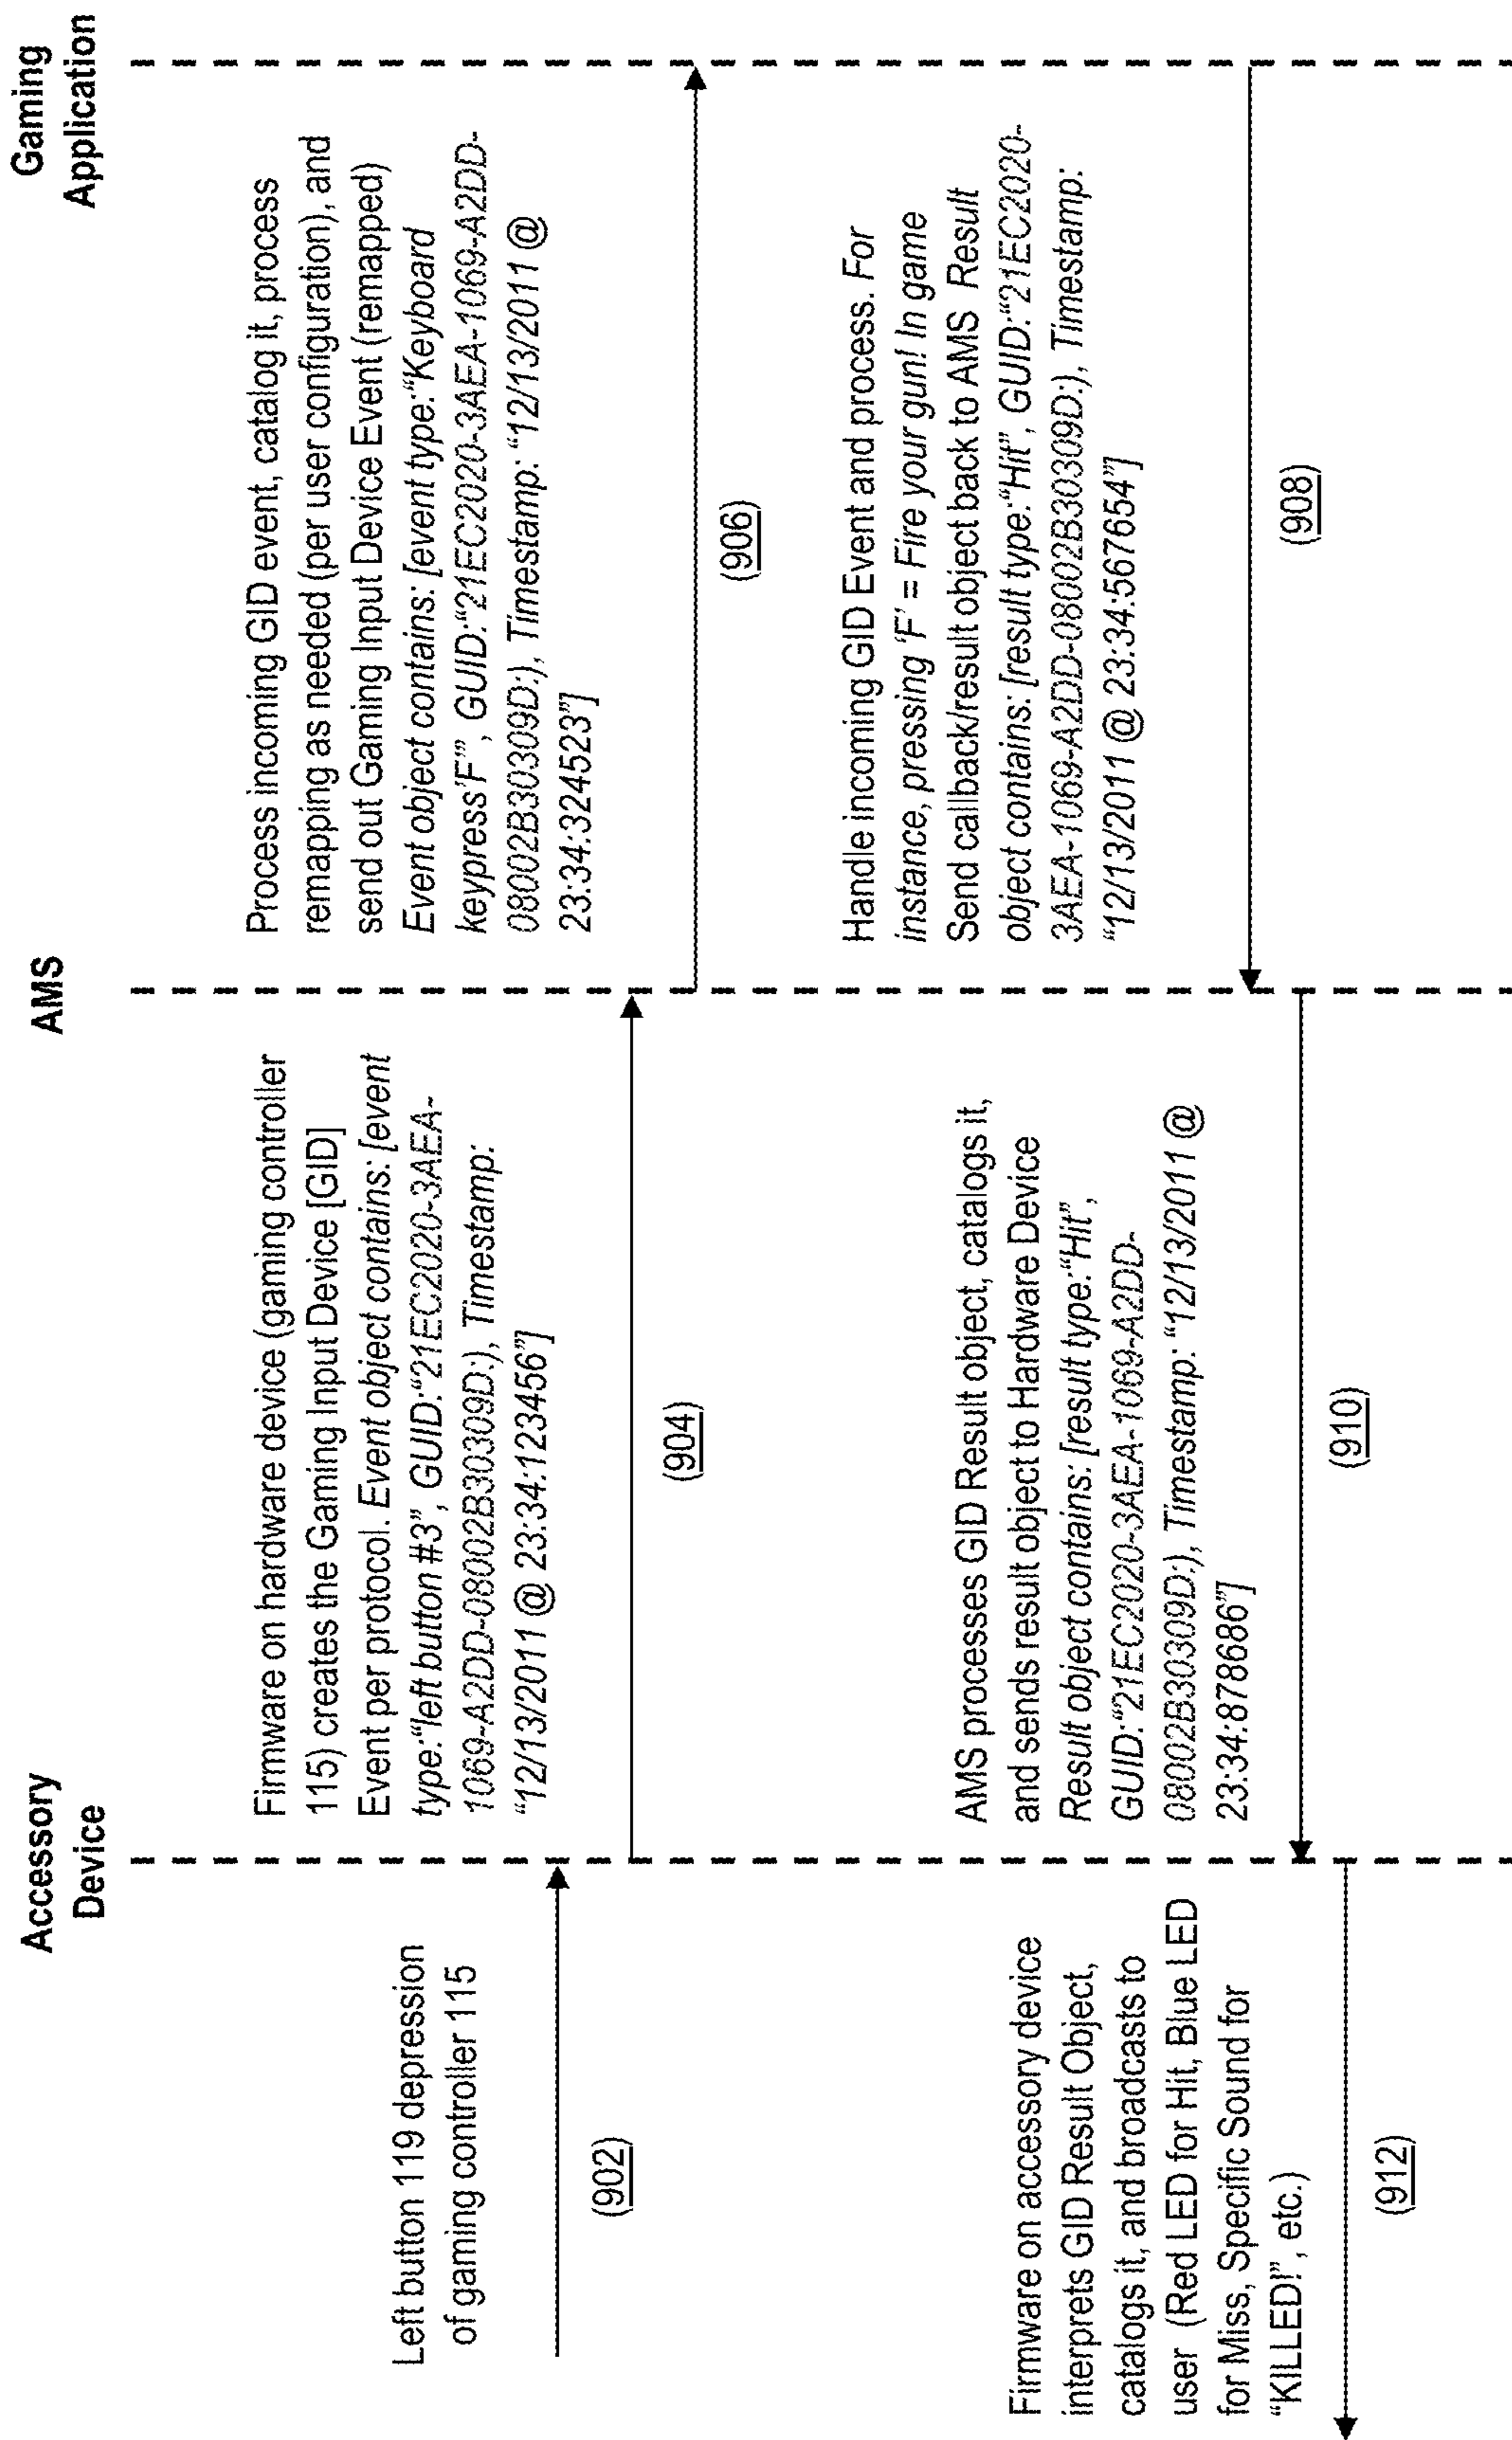 Accessory
Device
AMS
Gaming
Application
Left button 119 depression
of gaming controller 115
(902)
Firmware on hardware device (gaming controller
115) creates the Gaming Input Device [GID]
Event per protocol. Event object contains: [event
type:“left button #3”, GUID:“21EC2020-3AEA-
1069-A2DD-08002B30309D:), Timestamp:
“12/13/2011 @ 23:34:123456”]
(904)
Process incoming GID event, catalog it, process
remapping as needed (per user configuration), and
send out Gaming Input Device Event (remapped)
Event object contains: [event type:“Keyboard
keypress‘F’”, GUID:“21EC2020-3AEA-1069-A2DD-
08002B30309D:), Timestamp: “12/13/2011 @
23:34:324523”]
(906)
Handle incoming GID Event and process. For
instance, pressing ‘F’ = Fire your gun! In game
Send callback/result object back to AMS Result
object contains: [result type:“Hit”, GUID:“21EC2020-
3AEA-1069-A2DD-08002B30309D:), Timestamp:
“12/13/2011 @ 23:34:567654”]
(908)
AMS processes GID Result object, catalogs it,
and sends result object to Hardware Device
Result object contains: [result type:“Hit”,
GUID:“21EC2020-3AEA-1069-A2DD-
08002B30309D:), Timestamp: “12/13/2011 @
23:34:878686”]
(910)
Firmware on accessory device
interprets GID Result Object,
catalogs it, and broadcasts to
user (Red LED for Hit, Blue LED
for Miss, Specific Sound for
“KILLED!”, etc.)
(912)